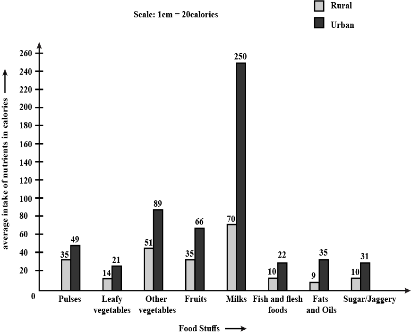 Scale: 1cm = 20calories
Rural
Urban
average intake of nutrients in calories
260
240
220
200
180
160
140
120
100
80
60
40
20
0
35
49
14
21
51
89
35
66
70
250
10
22
9
35
10
31
Pulses
Leafy
vegetables
Other
vegetables
Fruits
Milks
Fish and flesh
foods
Fats
and Oils
Sugar/Jaggery
Food Stuffs